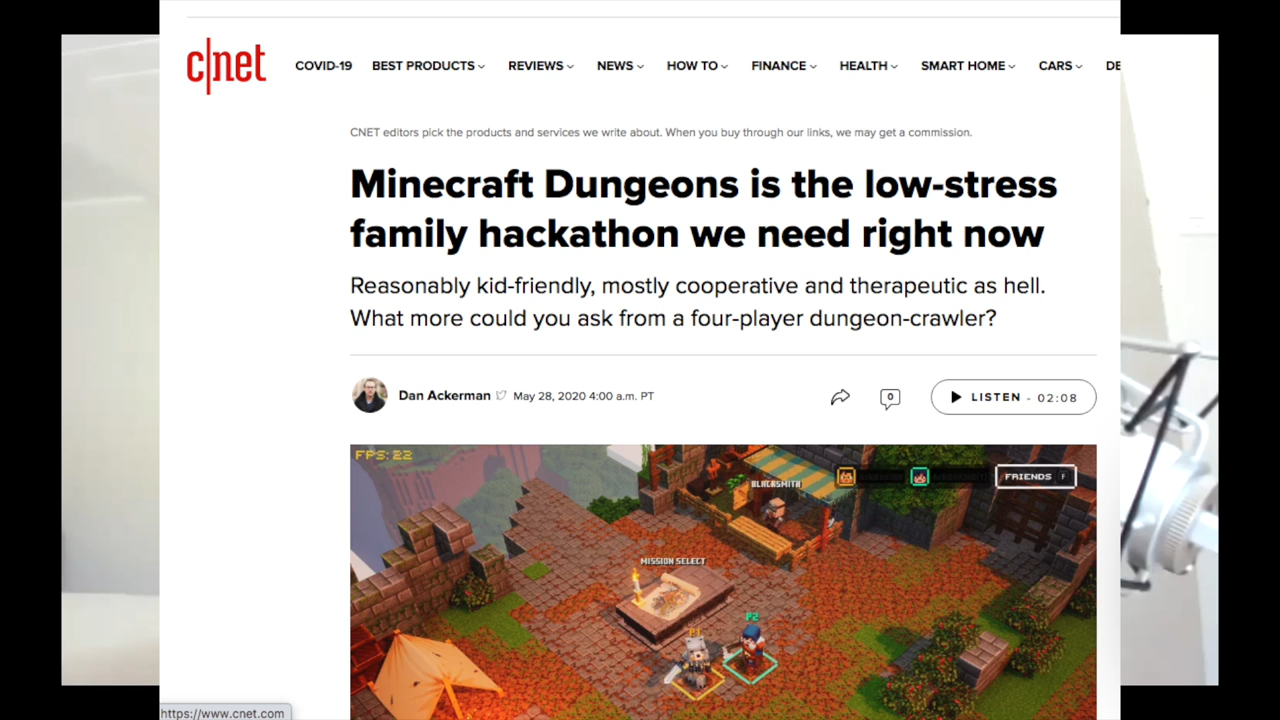 c|net
COVID-19 BEST PRODUCTS REVIEWS NEWS HOW TO FINANCE HEALTH SMART HOME CARS DE
CNET editors pick the products and services we write about. When you buy through our links, we may get a commission.
Minecraft Dungeons is the low-stress
family hackathon we need right now
Reasonably kid-friendly, mostly cooperative and therapeutic as hell.
What more could you ask from a four-player dungeon-crawler?
Dan Ackerman May 28, 2020 4:00 a.m. PT
0
LISTEN - 02:08
FPS: 22
FRIENDS F
BLACKSMITH
MISSION SELECT
P1
P2
https://www.cnet.com